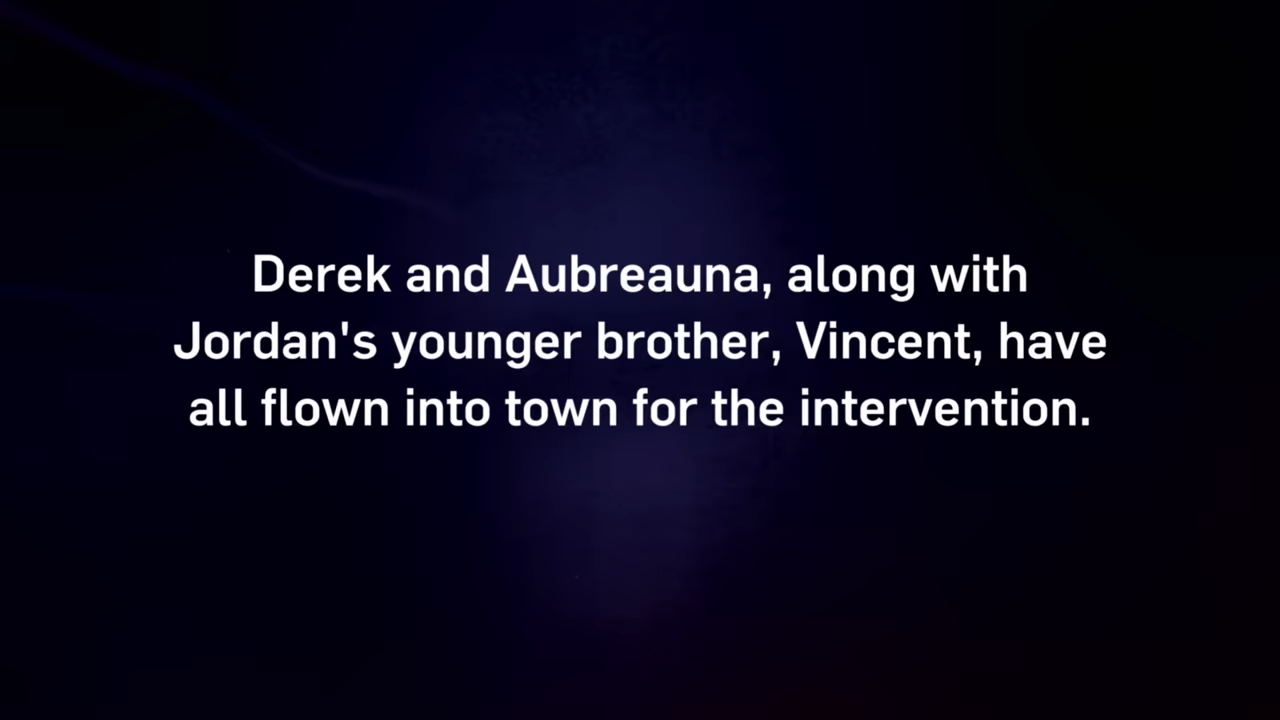 Derek and Aubreauna, along with
Jordan's younger brother, Vincent, have
all flown into town for the intervention.